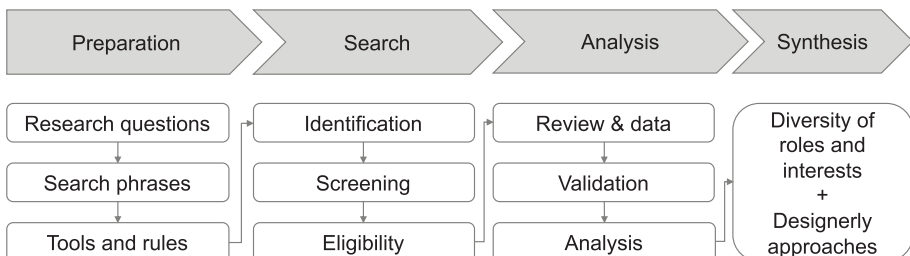 Preparation
Search
Analysis
Synthesis
Research questions
Search phrases
Tools and rules
Identification
Screening
Eligibility
Review & data
Validation
Analysis
Diversity of
roles and
interests
+
Designerly
approaches